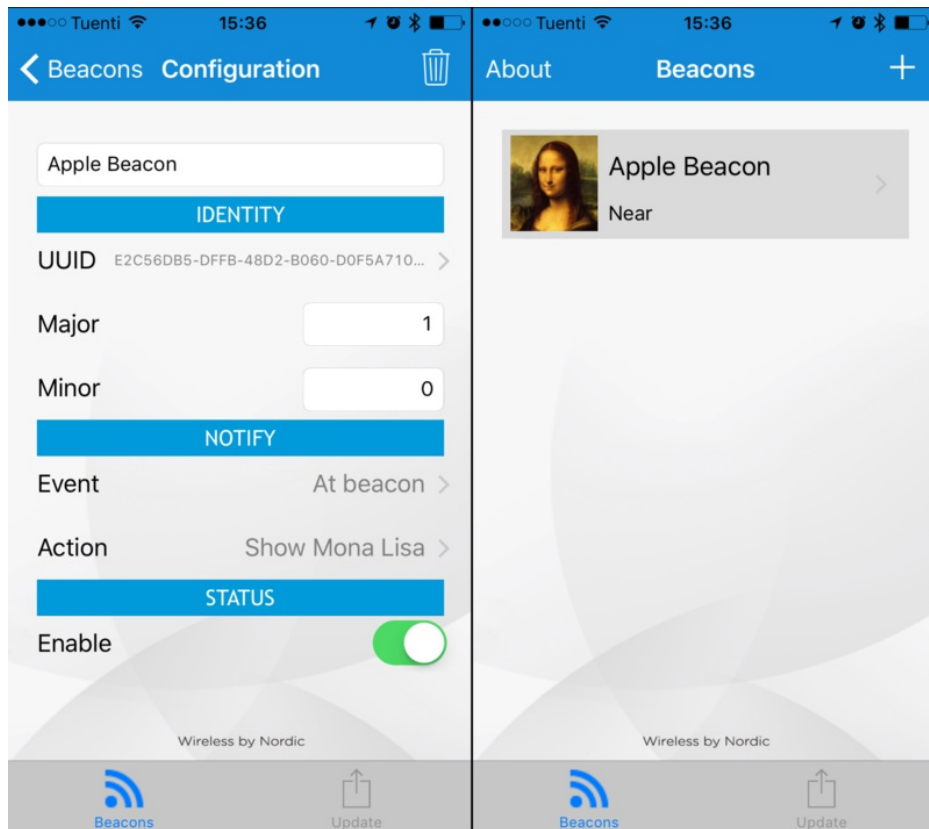 Tuenti 15:36
Beacons Configuration
Apple Beacon
IDENTITY
UUID E2C56DB5-DFFB-48D2-B060-D0F5A710...
Major 1
Minor 0
NOTIFY
Event At beacon
Action Show Mona Lisa
STATUS
Enable
Wireless by Nordic
Beacons Update
Tuenti 15:36
About Beacons
Apple Beacon
Near
Wireless by Nordic
Beacons Update